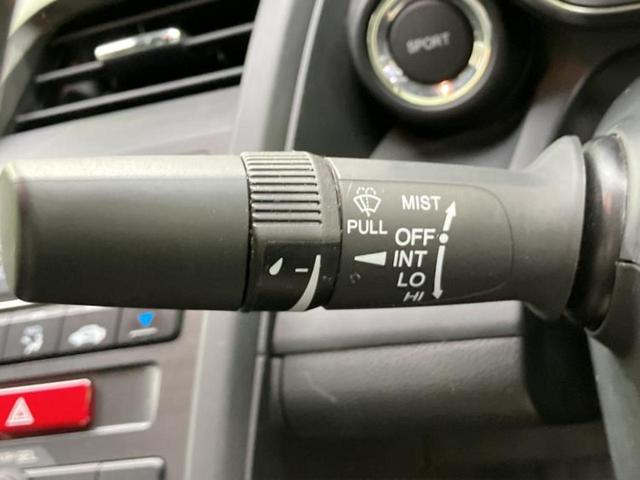 SPORT
MIST
PULL
OFF
INT
LO
HI